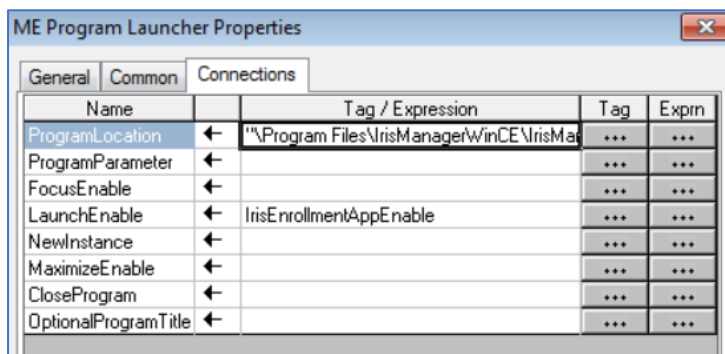 ME Program Launcher Properties
General Common Connections
Name Tag / Expression Tag Exprn
ProgramLocation ← "\Program Files\IrisManagerWinCE\IrisMa ...
ProgramParameter ← ...
FocusEnable ← ...
LaunchEnable ← IrisEnrollmentAppEnable ...
NewInstance ← ...
MaximizeEnable ← ...
CloseProgram ← ...
OptionalProgramTitle ← ...